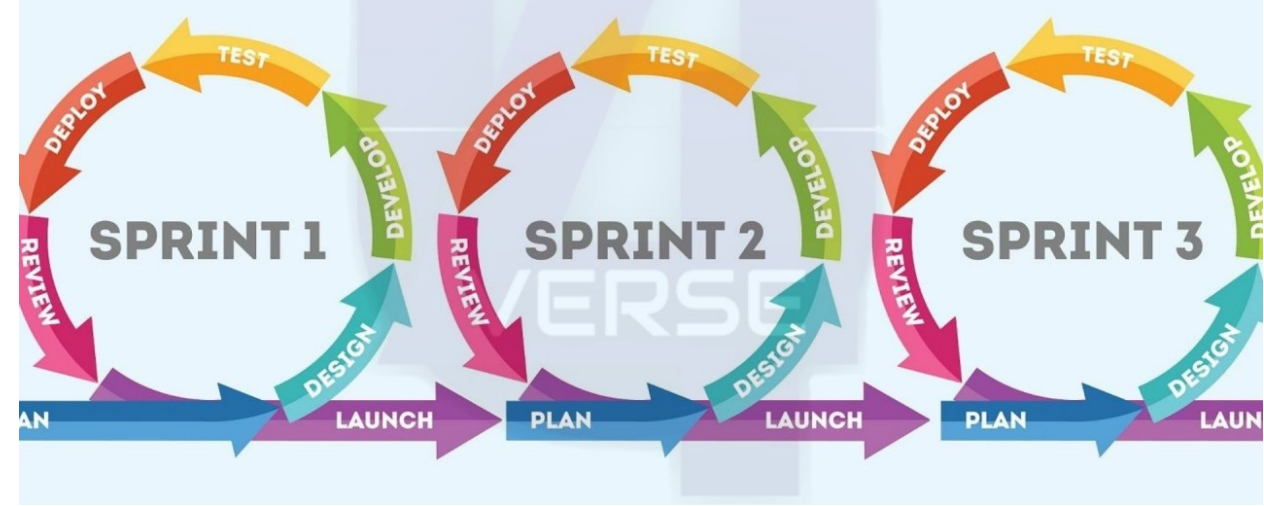 TEST
DEPLOY
DEVELOP
SPRINT 1
REVIEW
DESIGN
AN
LAUNCH
TEST
DEPLOY
DEVELOP
SPRINT 2
REVIEW
DESIGN
PLAN
LAUNCH
TEST
DEPLOY
DEVELOP
SPRINT 3
REVIEW
DESIGN
PLAN
LAUN
VERSE